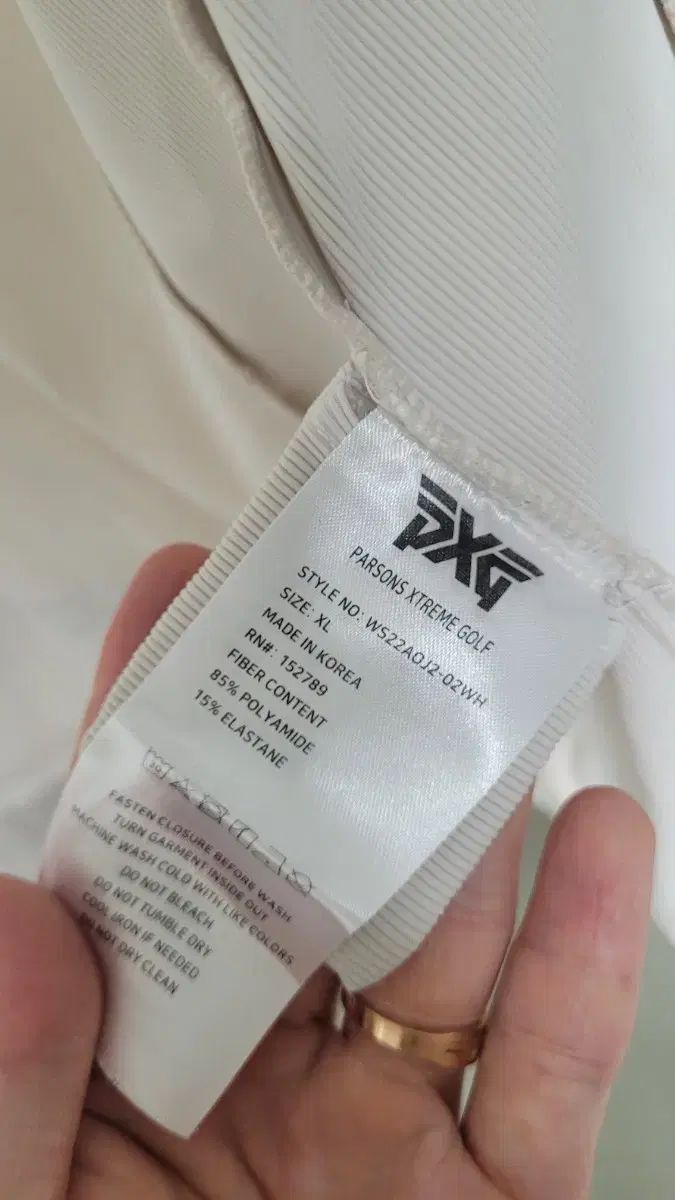 PXG
PARSONS XTREME GOLF
STYLE NO: WS22AOJ2-02WH
SIZE: XL
MADE IN KOREA
RN#: 152789
FIBER CONTENT
85% POLYAMIDE
15% ELASTANE
30
FASTEN CLOSURE BEFORE WASH
TURN GARMENT INSIDE OUT
MACHINE WASH COLD WITH LIKE COLORS
DO NOT BLEACH
DO NOT TUMBLE DRY
COOL IRON IF NEEDED
DO NOT DRY CLEAN